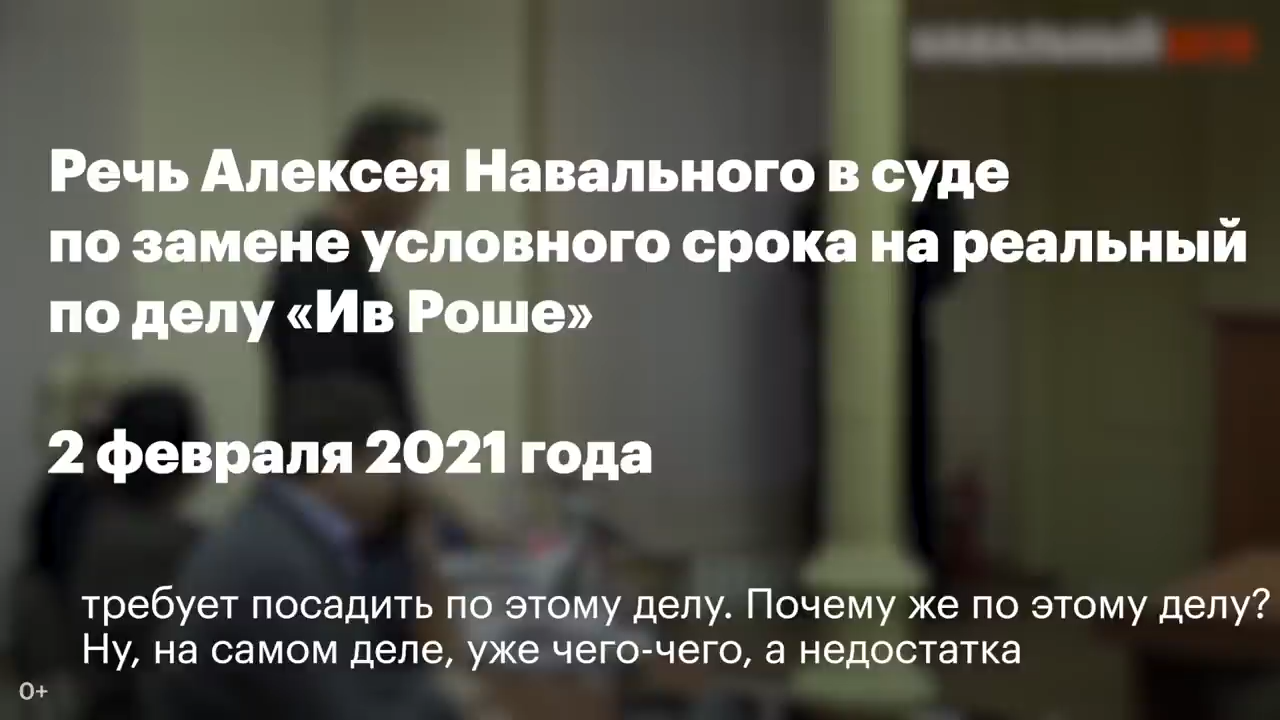 Речь Алексея Навального в суде
по замене условного срока на реальный
по делу «Ив Роше»
2 февраля 2021 года
требует посадить по этому делу. Почему же по этому делу?
Ну, на самом деле, уже чего-чего, а недостатка
0+